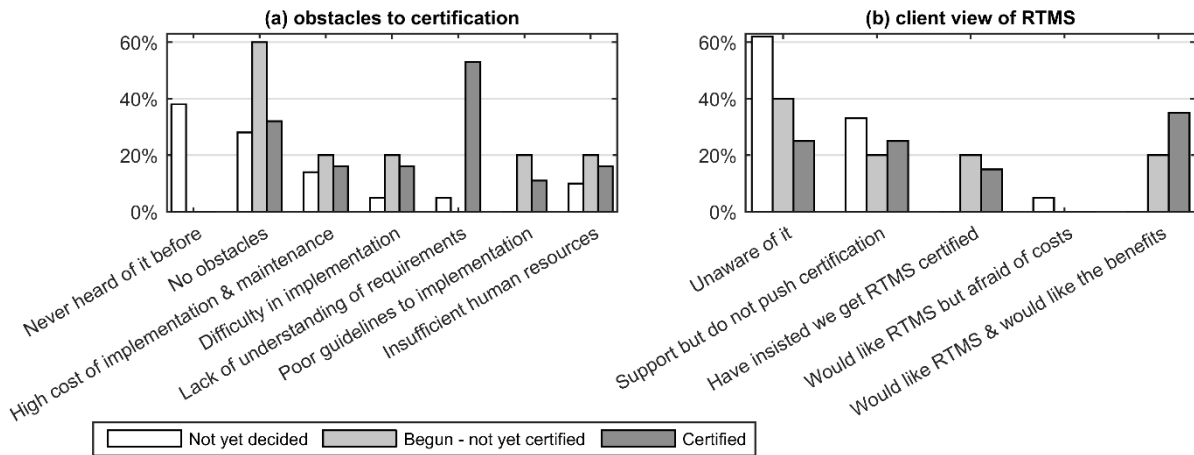 (a) obstacles to certification
60%
40%
20%
0%
Never heard of it before
No obstacles
High cost of implementation & maintenance
Difficulty in implementation
Lack of understanding of requirements
Poor guidelines to implementation
Insufficient human resources
(b) client view of RTMS
60%
40%
20%
0%
Unaware of it
Support but do not push certification
Have insisted we get RTMS certified
Would like RTMS but afraid of costs
Would like RTMS & would like the benefits
Not yet decided
Begun - not yet certified
Certified